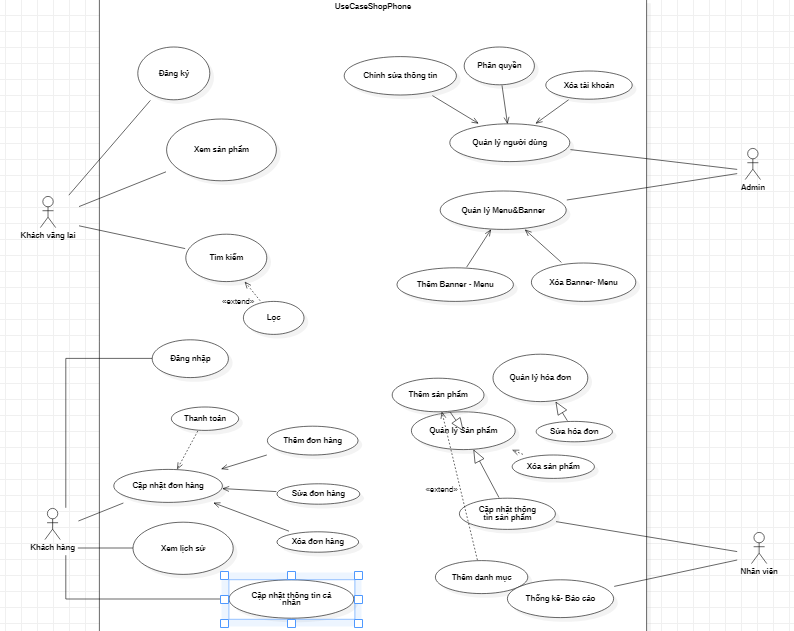 UseCaseShopPhone
Đăng ký
Chỉnh sửa thông tin
Phân quyền
Xóa tài khoản
Xem sản phẩm
Quản lý người dùng
Admin
Khách vãng lai
Quản lý Menu&Banner
Tìm kiếm
Thêm Banner - Menu
Xóa Banner- Menu
«extend»
Lọc
Đăng nhập
Quản lý hóa đơn
Thêm sản phẩm
Thanh toán
Thêm đơn hàng
Quản lý Sản phẩm
Sửa hóa đơn
Xóa sản phẩm
Cập nhật đơn hàng
Sửa đơn hàng
«extend»
Cập nhật thông
tin sản phẩm
Xóa đơn hàng
Khách hàng
Xem lịch sử
Nhân viên
Thêm danh mục
Cập nhật thông tin cá
nhân
Thống kê- Báo cáo